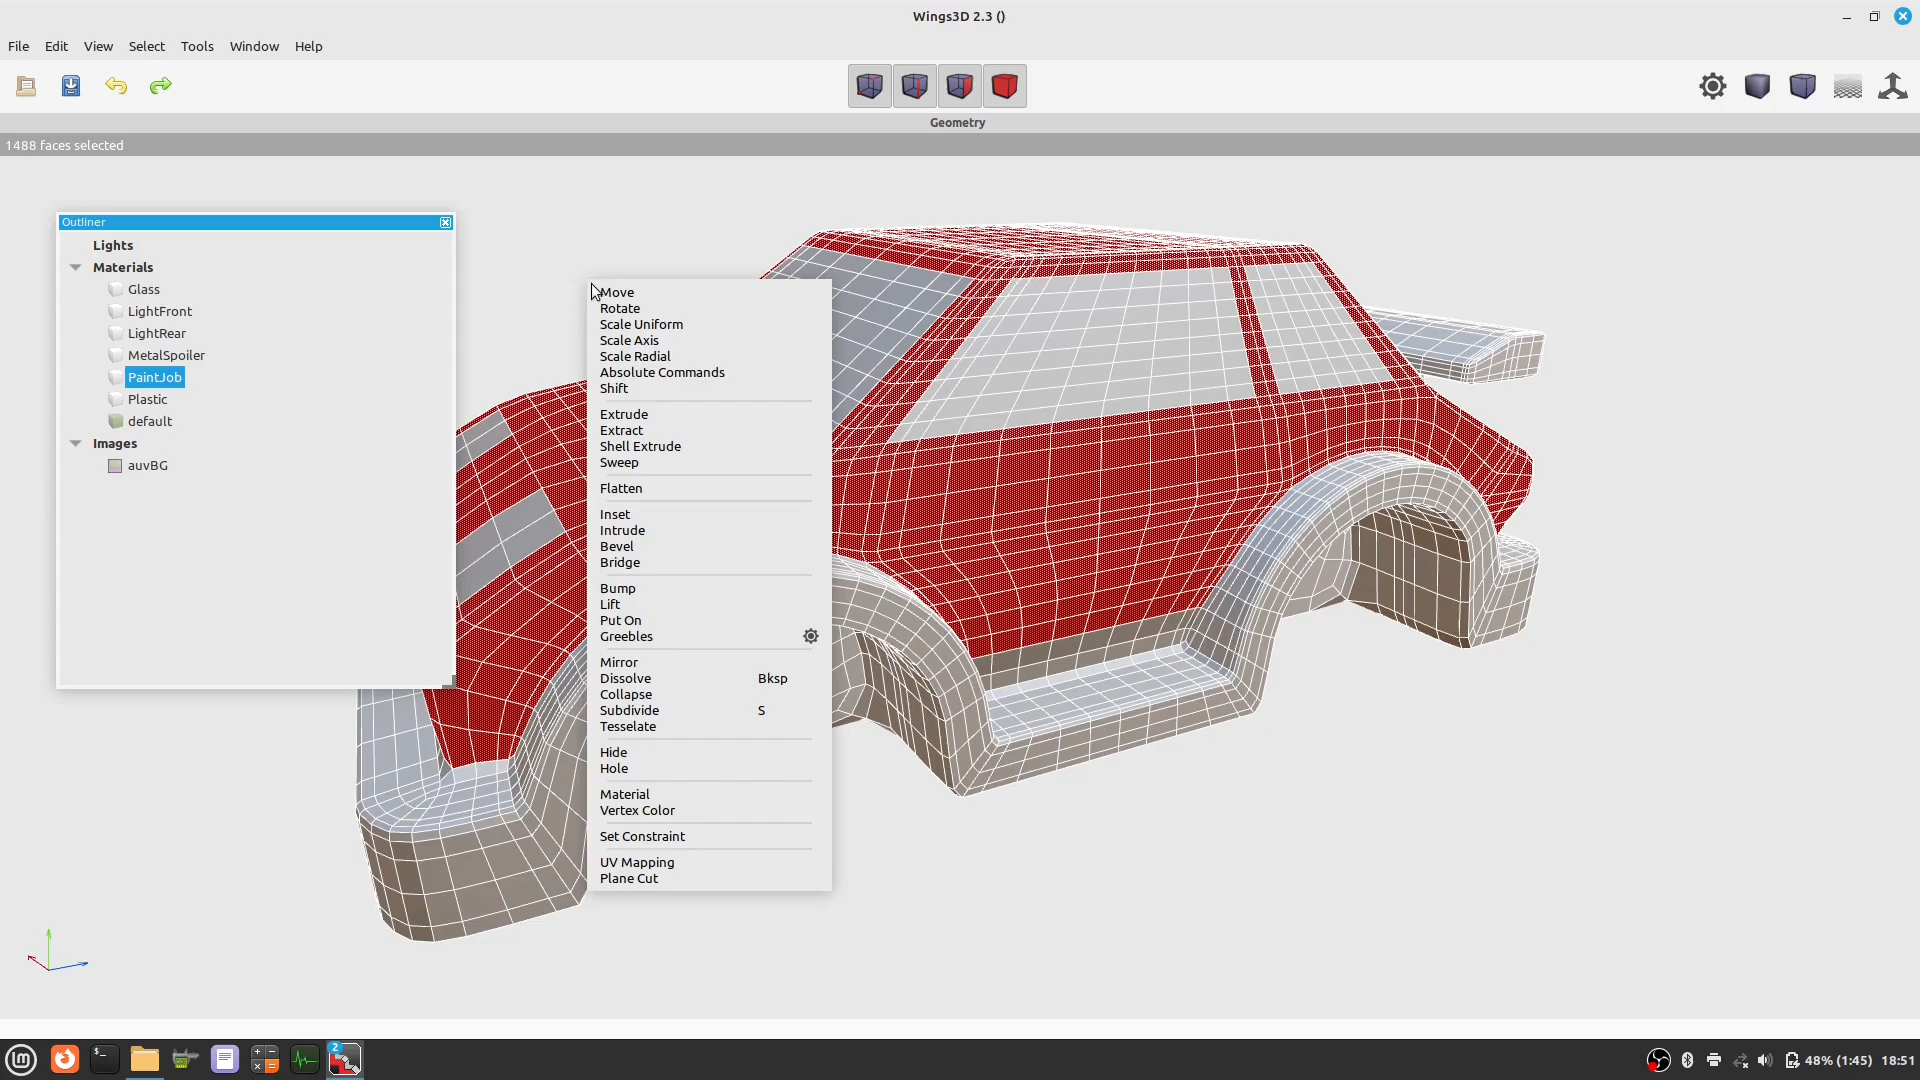 Wings3D 2.3 ()
File Edit View Select Tools Window Help
Geometry
1488 faces selected
Outliner
Lights
Materials
Glass
LightFront
LightRear
MetalSpoiler
PaintJob
Plastic
default
Images
auvBG
Move
Rotate
Scale Uniform
Scale Axis
Scale Radial
Absolute Commands
Shift
Extrude
Extract
Shell Extrude
Sweep
Flatten
Inset
Intrude
Bevel
Bridge
Bump
Lift
Put On
Greebles
Mirror
Dissolve Bksp
Collapse
Subdivide S
Tesselate
Hide
Hole
Material
Vertex Color
Set Constraint
UV Mapping
Plane Cut
2
48% (1:45) 18:51